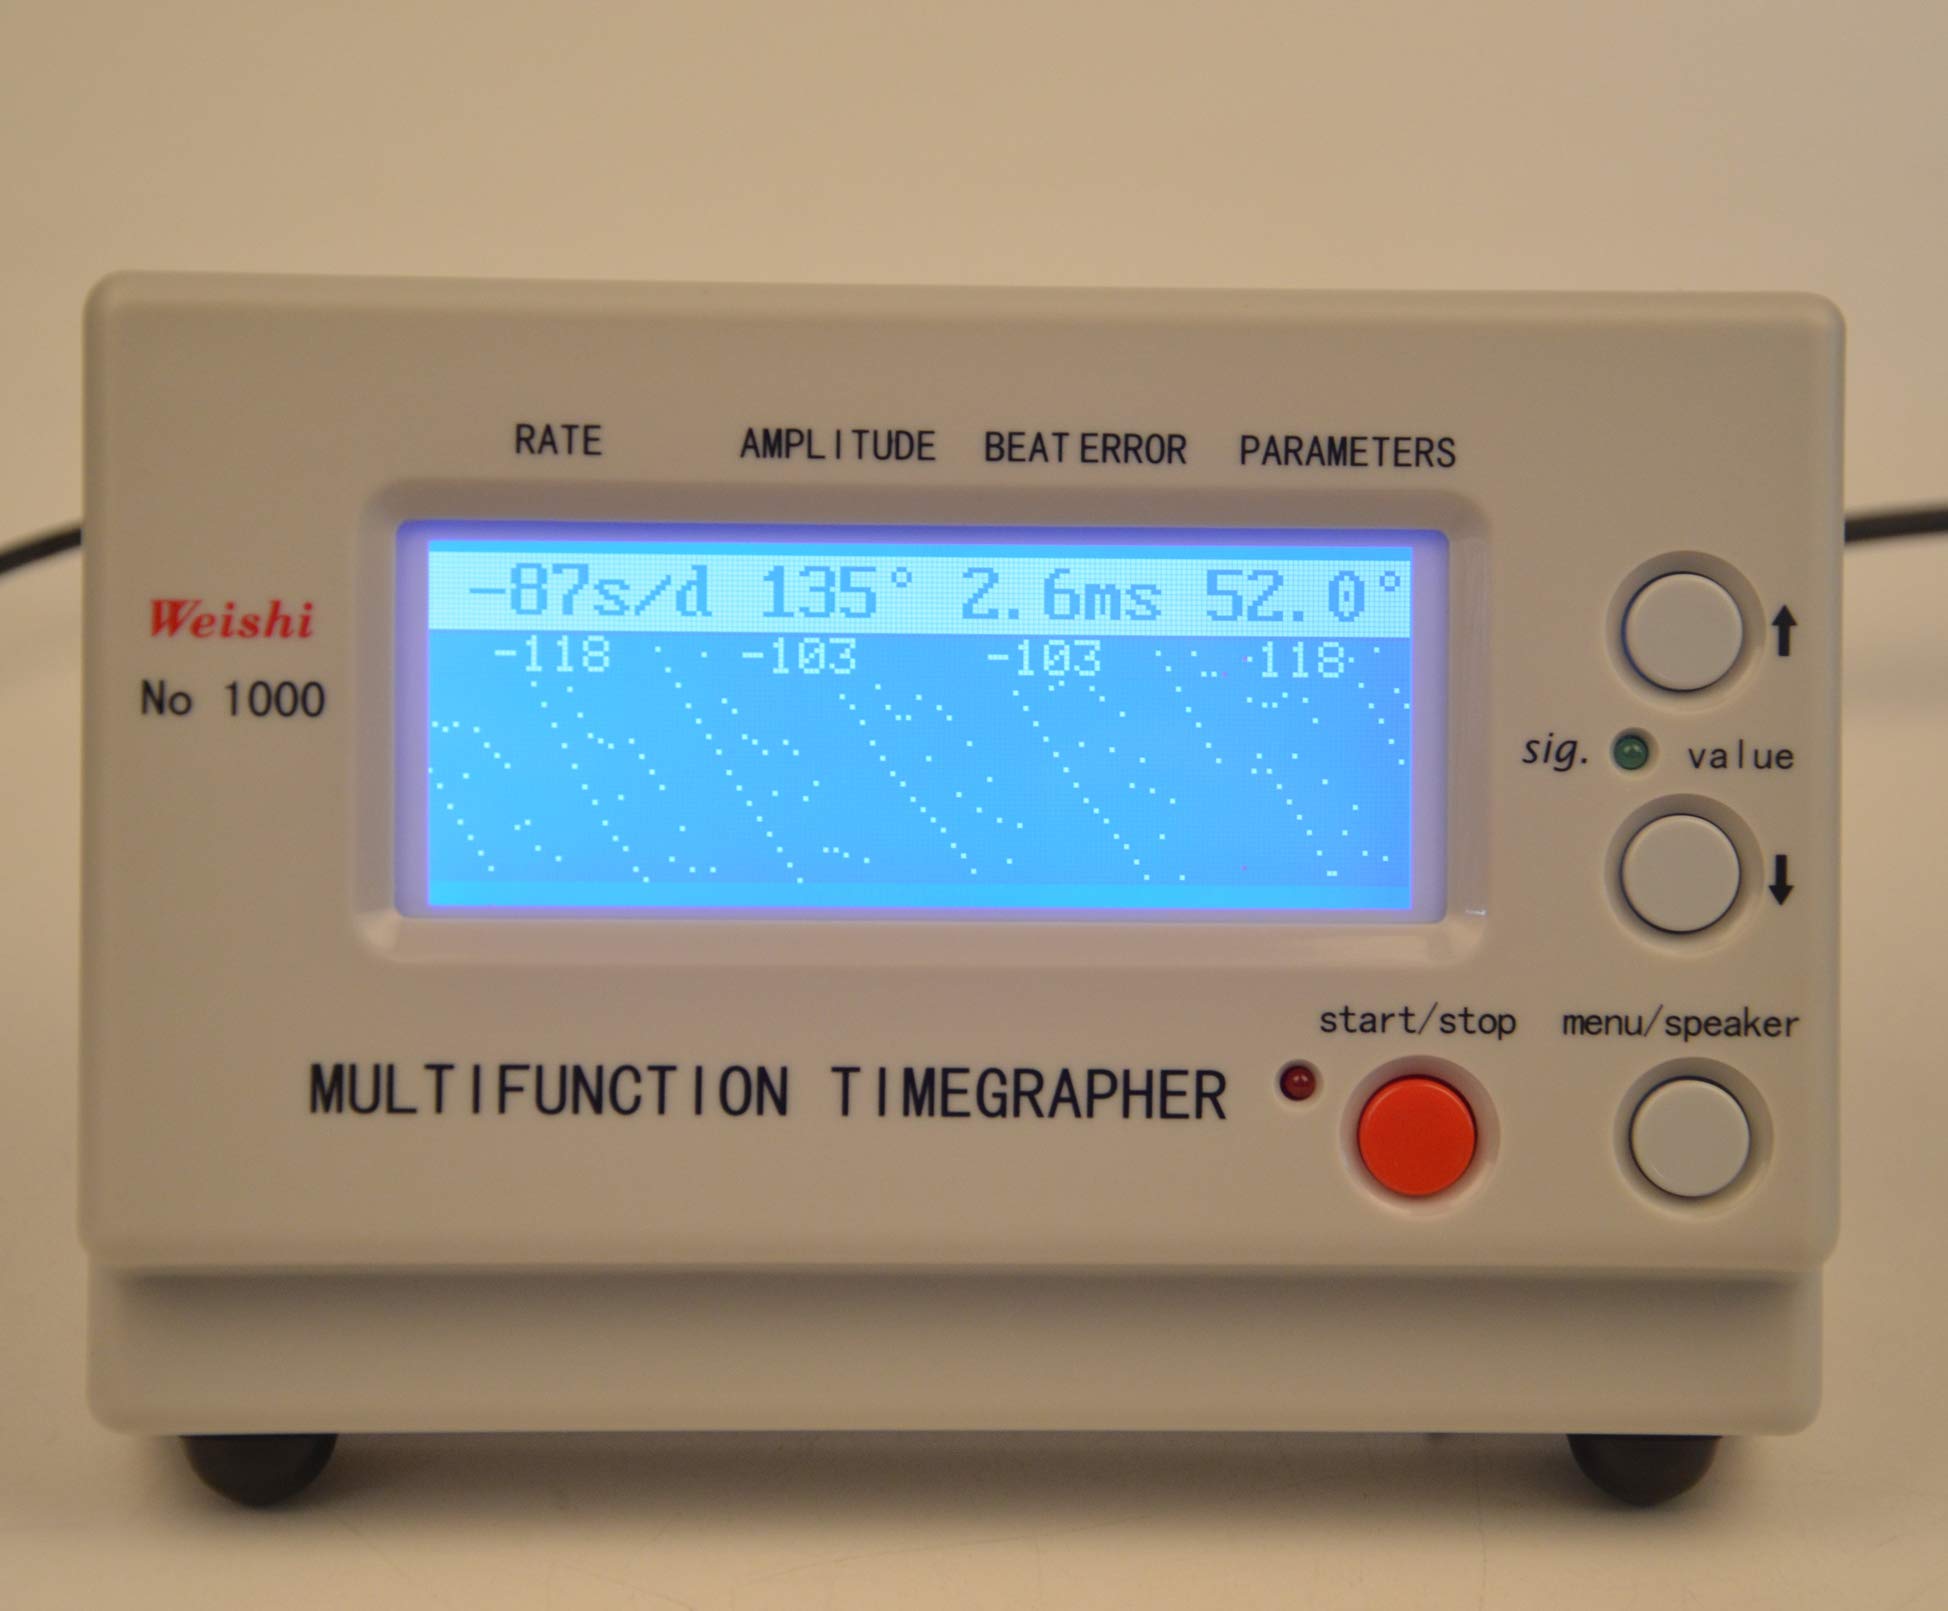 RATE AMPLITUDE BEAT ERROR PARAMETERS
-87s/d 135° 2.6ms 52.0°
-118 -103 -103 -118
Weishi
No 1000
sig. value
start/stop menu/speaker
MULTIFUNCTION TIMEGRAPHER